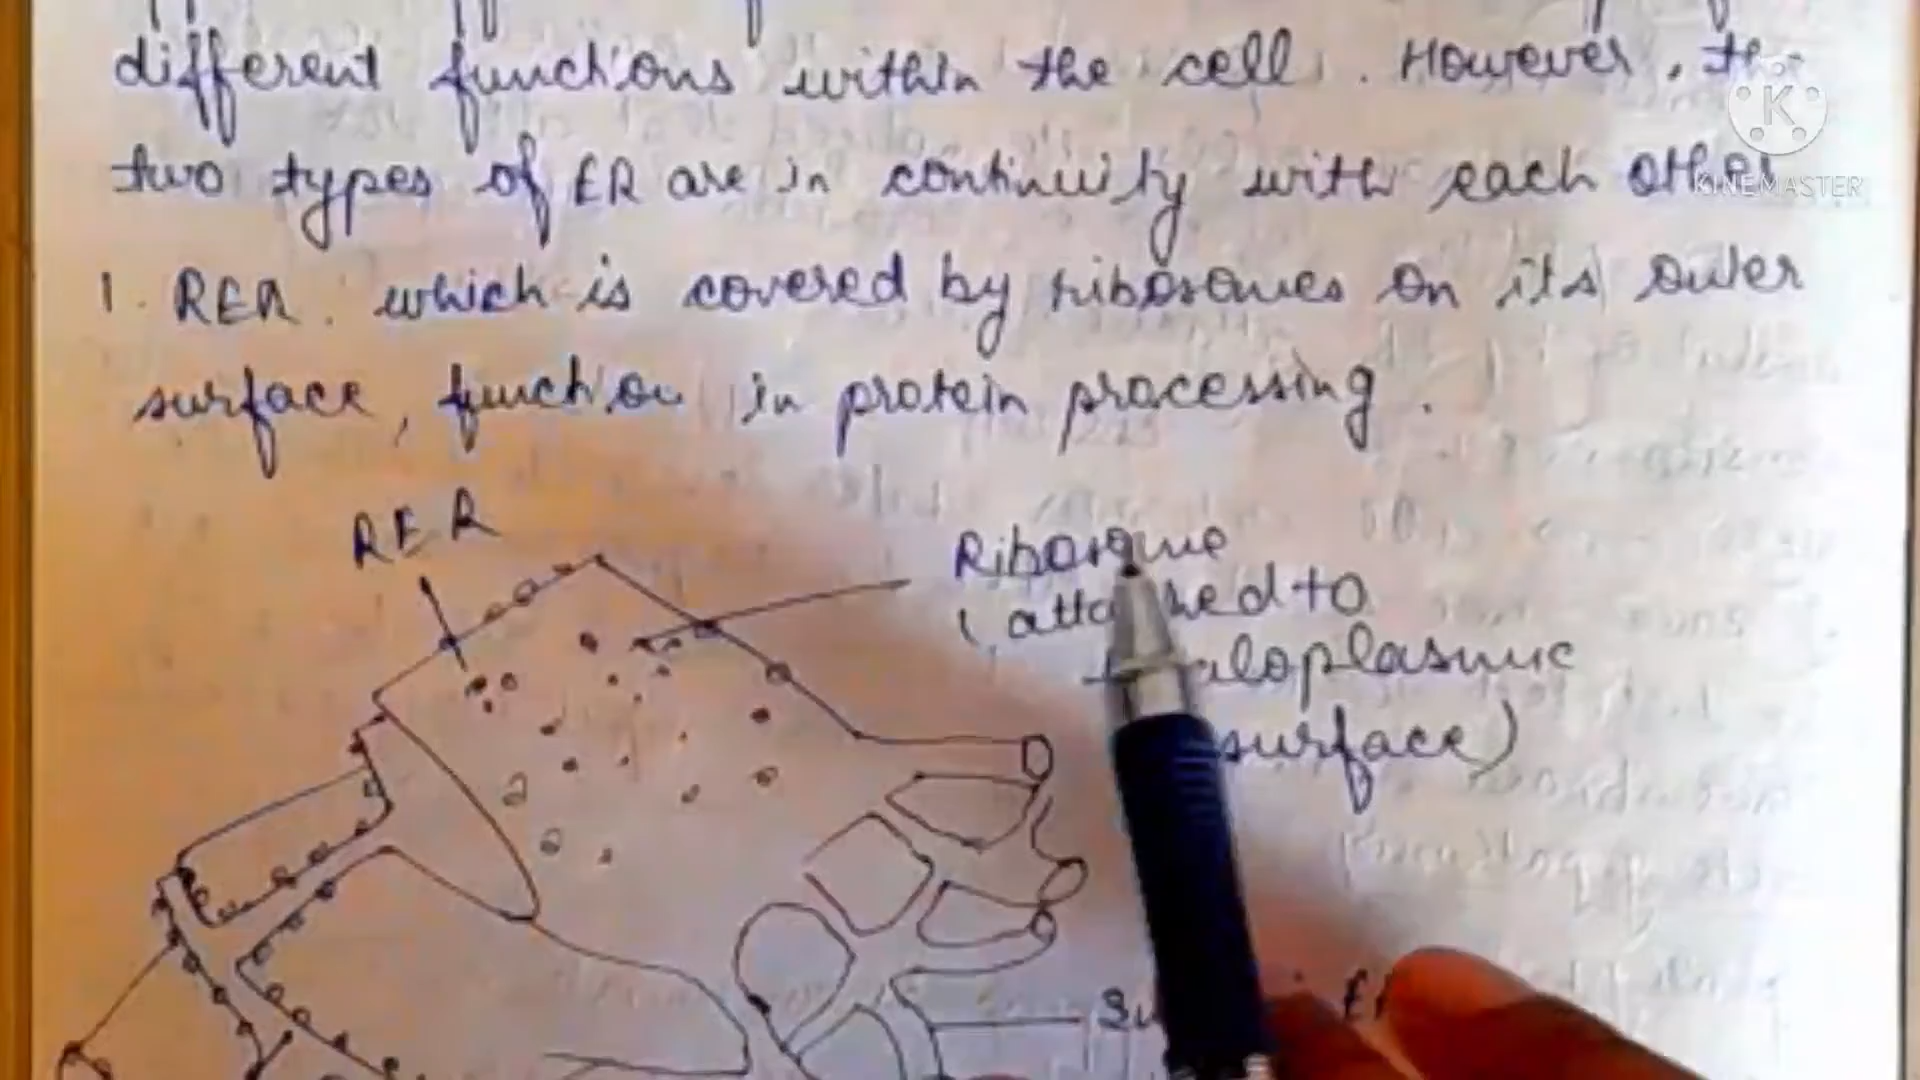 different functions within the cell. However, the
two types of ER are in continuity with each other
1. RER. which is covered by ribosomes on its outer
surface, function in protein processing.
RER
Ribosome
(attached to
surface)
KINEMASTER